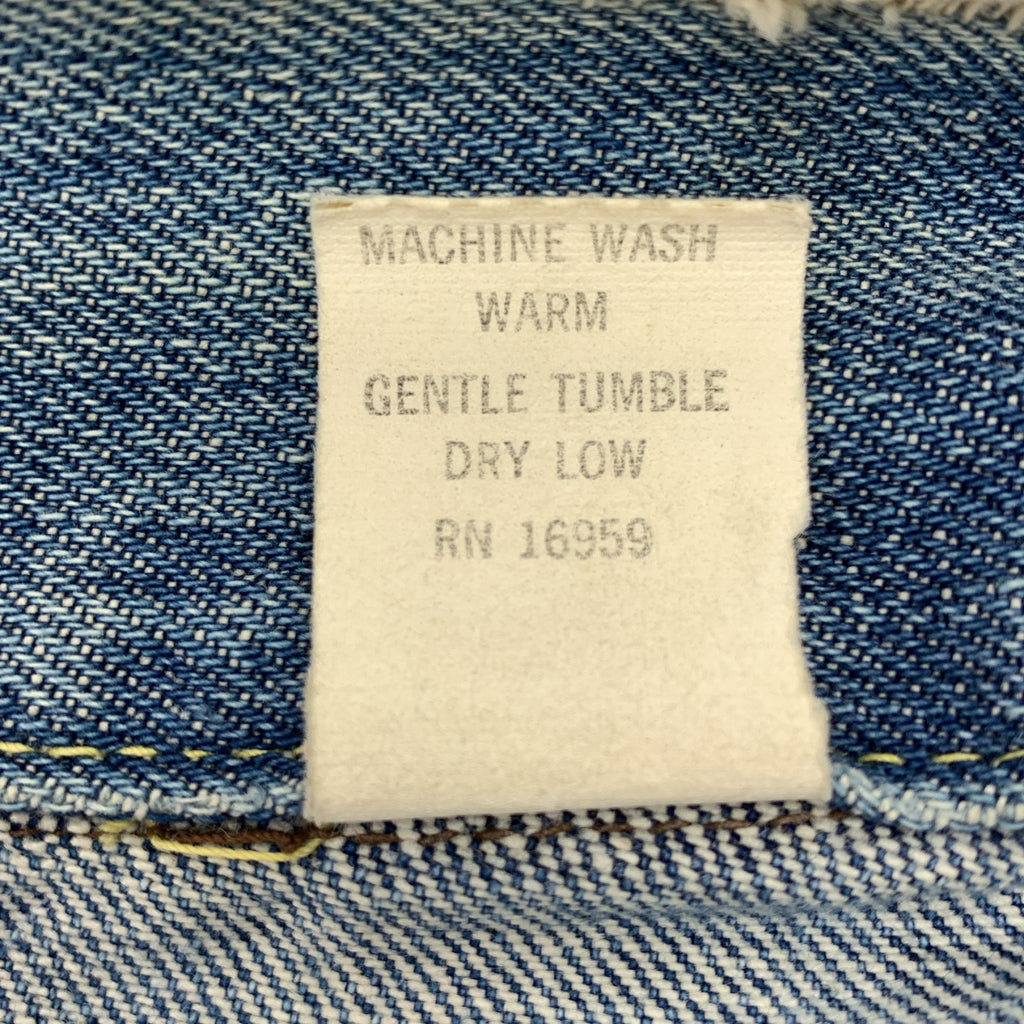 MACHINE WASH
WARM
GENTLE TUMBLE
DRY LOW
RN 16959